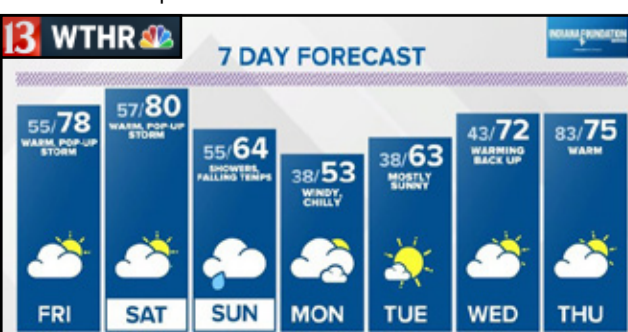 13 WTHR
7 DAY FORECAST
INDIANA FOUNDATION
55/78
WARM, POP-UP
STORM
FRI
57/80
WARM, POP-UP
STORM
SAT
55/64
SHOWERS,
FALLING TEMPS
SUN
38/53
WINDY,
CHILLY
MON
38/63
MOSTLY
SUNNY
TUE
43/72
WARMING
BACK UP
WED
83/75
WARM
THU